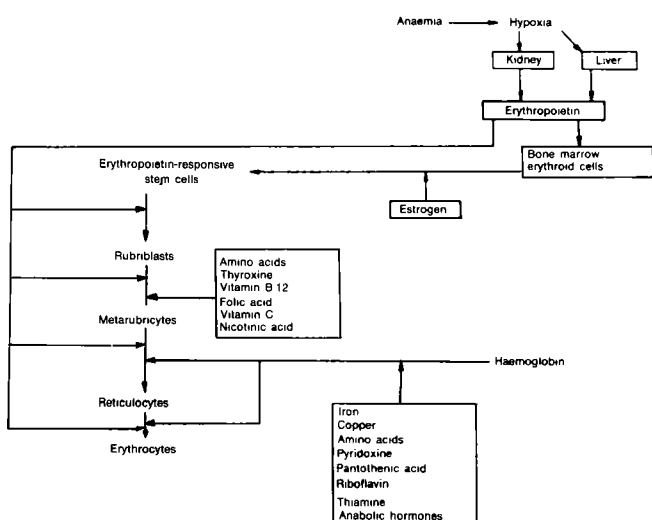 Anaemia Hypoxia
Kidney Liver
Erythropoietin
Erythropoietin-responsive
stem cells
Bone marrow
erythroid cells
Estrogen
Rubriblasts
Amino acids
Thyroxine
Vitamin B 12
Folic acid
Vitamin C
Nicotinic acid
Metarubricytes
Haemoglobin
Reticulocytes
Erythrocytes
Iron
Copper
Amino acids
Pyridoxine
Pantothenic acid
Riboflavin
Thiamine
Anabolic hormones